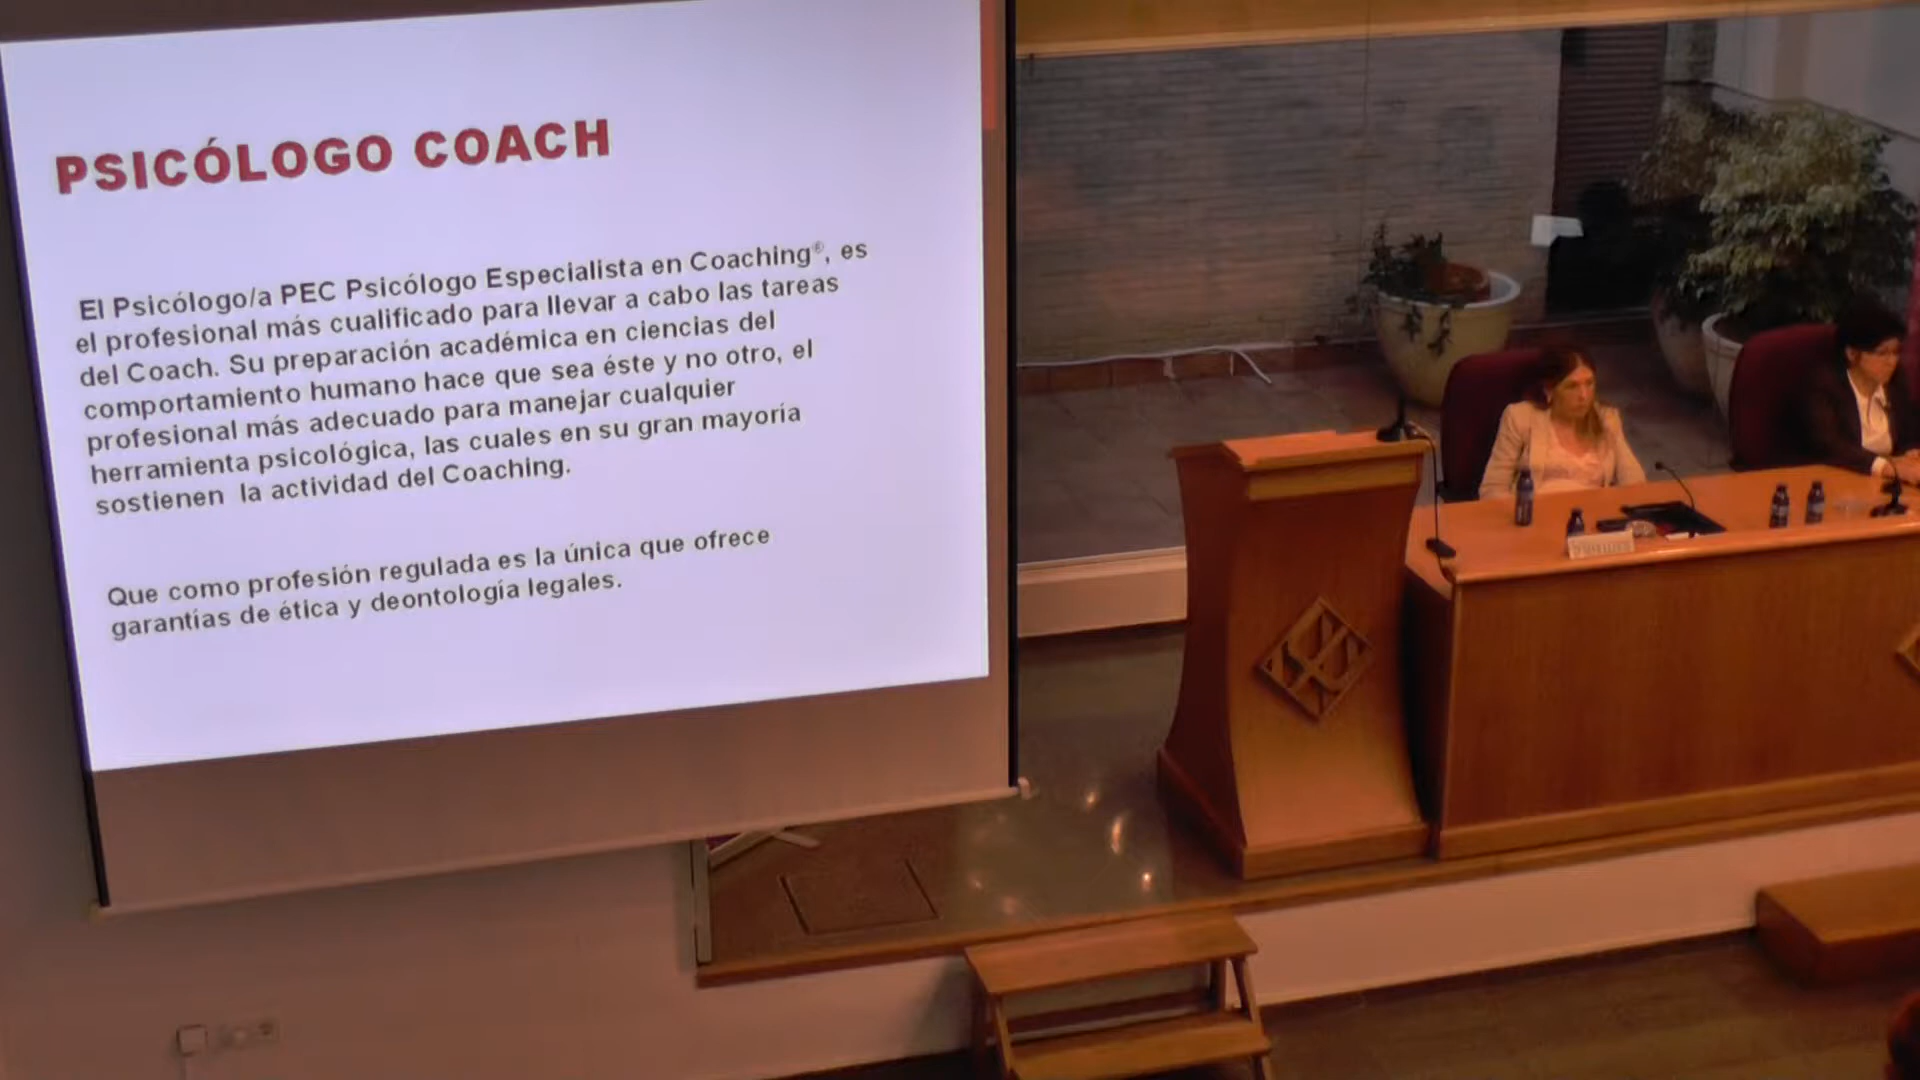 PSICÓLOGO COACH
El Psicólogo/a PEC Psicólogo Especialista en Coaching®, es
el profesional más cualificado para llevar a cabo las tareas
del Coach. Su preparación académica en ciencias del
comportamiento humano hace que sea éste y no otro, el
profesional más adecuado para manejar cualquier
herramienta psicológica, las cuales en su gran mayoría
sostienen la actividad del Coaching.
Que como profesión regulada es la única que ofrece
garantías de ética y deontología legales.